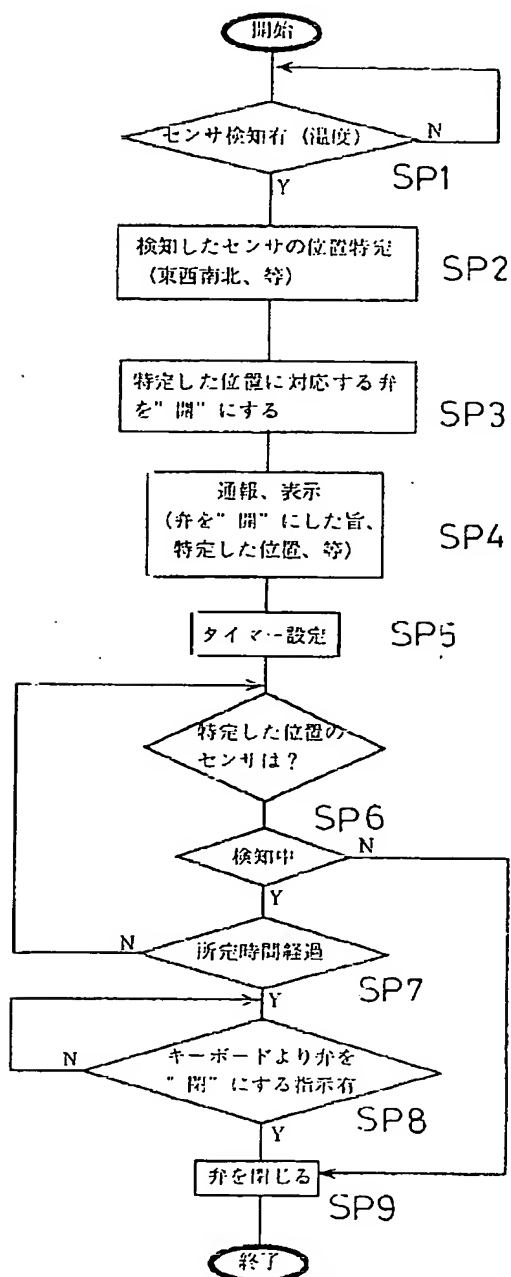 開始
センサ検知有(温度)
N
Y
SP1
検知したセンサの位置特定
(東西南北、等)
SP2
特定した位置に対応する弁
を"開"にする
SP3
通報、表示
(弁を"開"にした旨、
特定した位置、等)
SP4
タイマー設定
SP5
特定した位置の
センサは?
SP6
検知中
N
Y
所定時間経過
N
SP7
Y
キーボードより弁を
"閉"にする指示有
N
SP8
Y
弁を閉じる
SP9
終了